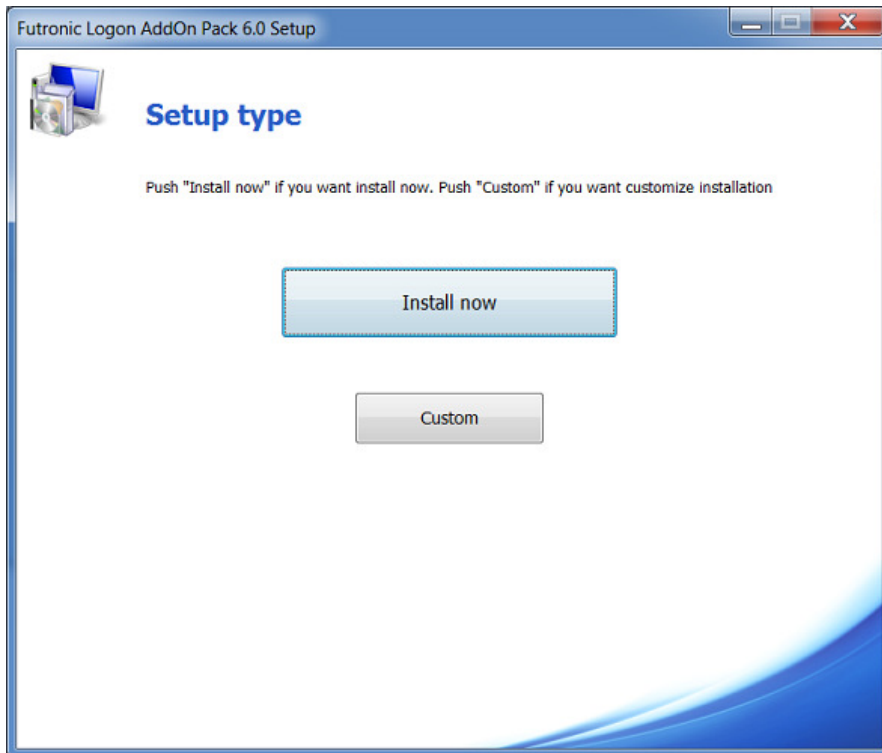 Futronic Logon AddOn Pack 6.0 Setup
Setup type
Push "Install now" if you want install now. Push "Custom" if you want customize installation
Install now
Custom